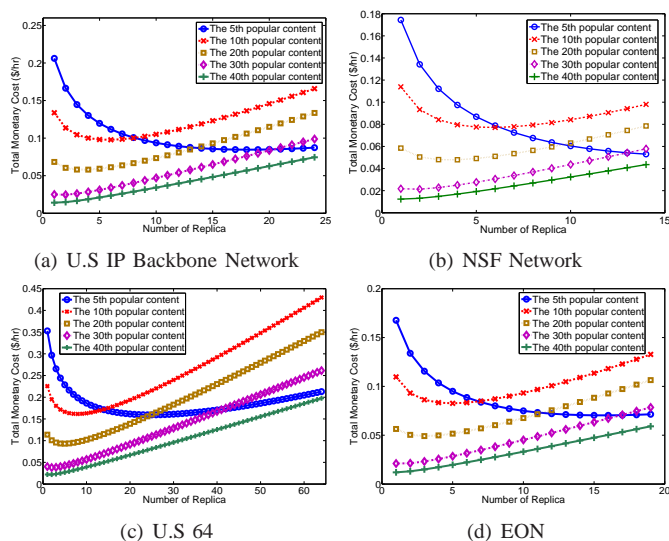 The 5th popular content
The 10th popular content
The 20th popular content
The 30th popular content
The 40th popular content
Total Monetary Cost ($/hr)
0.25
0.2
0.15
0.1
0.05
0
0 5 10 15 20 25
Number of Replica
(a) U.S IP Backbone Network
The 5th popular content
The 10th popular content
The 20th popular content
The 30th popular content
The 40th popular content
Total Monetary Cost ($/hr)
0.18
0.16
0.14
0.12
0.1
0.08
0.06
0.04
0.02
0
0 5 10 15
Number of Replica
(b) NSF Network
The 5th popular content
The 10th popular content
The 20th popular content
The 30th popular content
The 40th popular content
Total Monetary Cost ($/hr)
0.45
0.4
0.35
0.3
0.25
0.2
0.15
0.1
0.05
0
0 10 20 30 40 50 60
Number of Replica
(c) U.S 64
The 5th popular content
The 10th popular content
The 20th popular content
The 30th popular content
The 40th popular content
Total Monetary Cost ($/hr)
0.2
0.15
0.1
0.05
0
0 5 10 15 20
Number of Replica
(d) EON